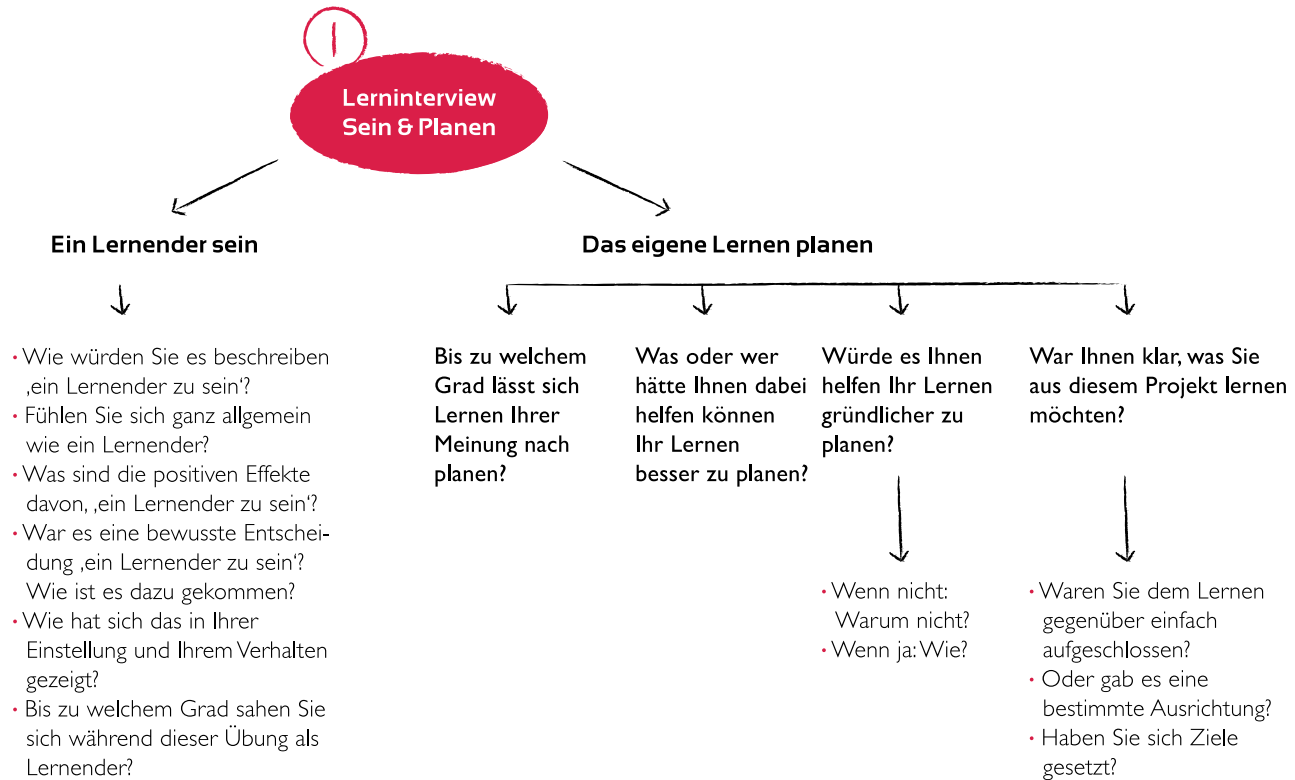 1
Lerninterview
Sein & Planen
Ein Lernender sein
• Wie würden Sie es beschreiben
‚ein Lernender zu sein‘?
• Fühlen Sie sich ganz allgemein
wie ein Lernender?
• Was sind die positiven Effekte
davon, ‚ein Lernender zu sein‘?
• War es eine bewusste Entschei-
dung ‚ein Lernender zu sein‘?
Wie ist es dazu gekommen?
• Wie hat sich das in Ihrer
Einstellung und Ihrem Verhalten
gezeigt?
• Bis zu welchem Grad sahen Sie
sich während dieser Übung als
Lernender?
Das eigene Lernen planen
Bis zu welchem
Grad lässt sich
Lernen Ihrer
Meinung nach
planen?
Was oder wer
hätte Ihnen dabei
helfen können
Ihr Lernen
besser zu planen?
Würde es Ihnen
helfen Ihr Lernen
gründlicher zu
planen?
• Wenn nicht:
Warum nicht?
• Wenn ja: Wie?
War Ihnen klar, was Sie
aus diesem Projekt lernen
möchten?
• Waren Sie dem Lernen
gegenüber einfach
aufgeschlossen?
• Oder gab es eine
bestimmte Ausrichtung?
• Haben Sie sich Ziele
gesetzt?